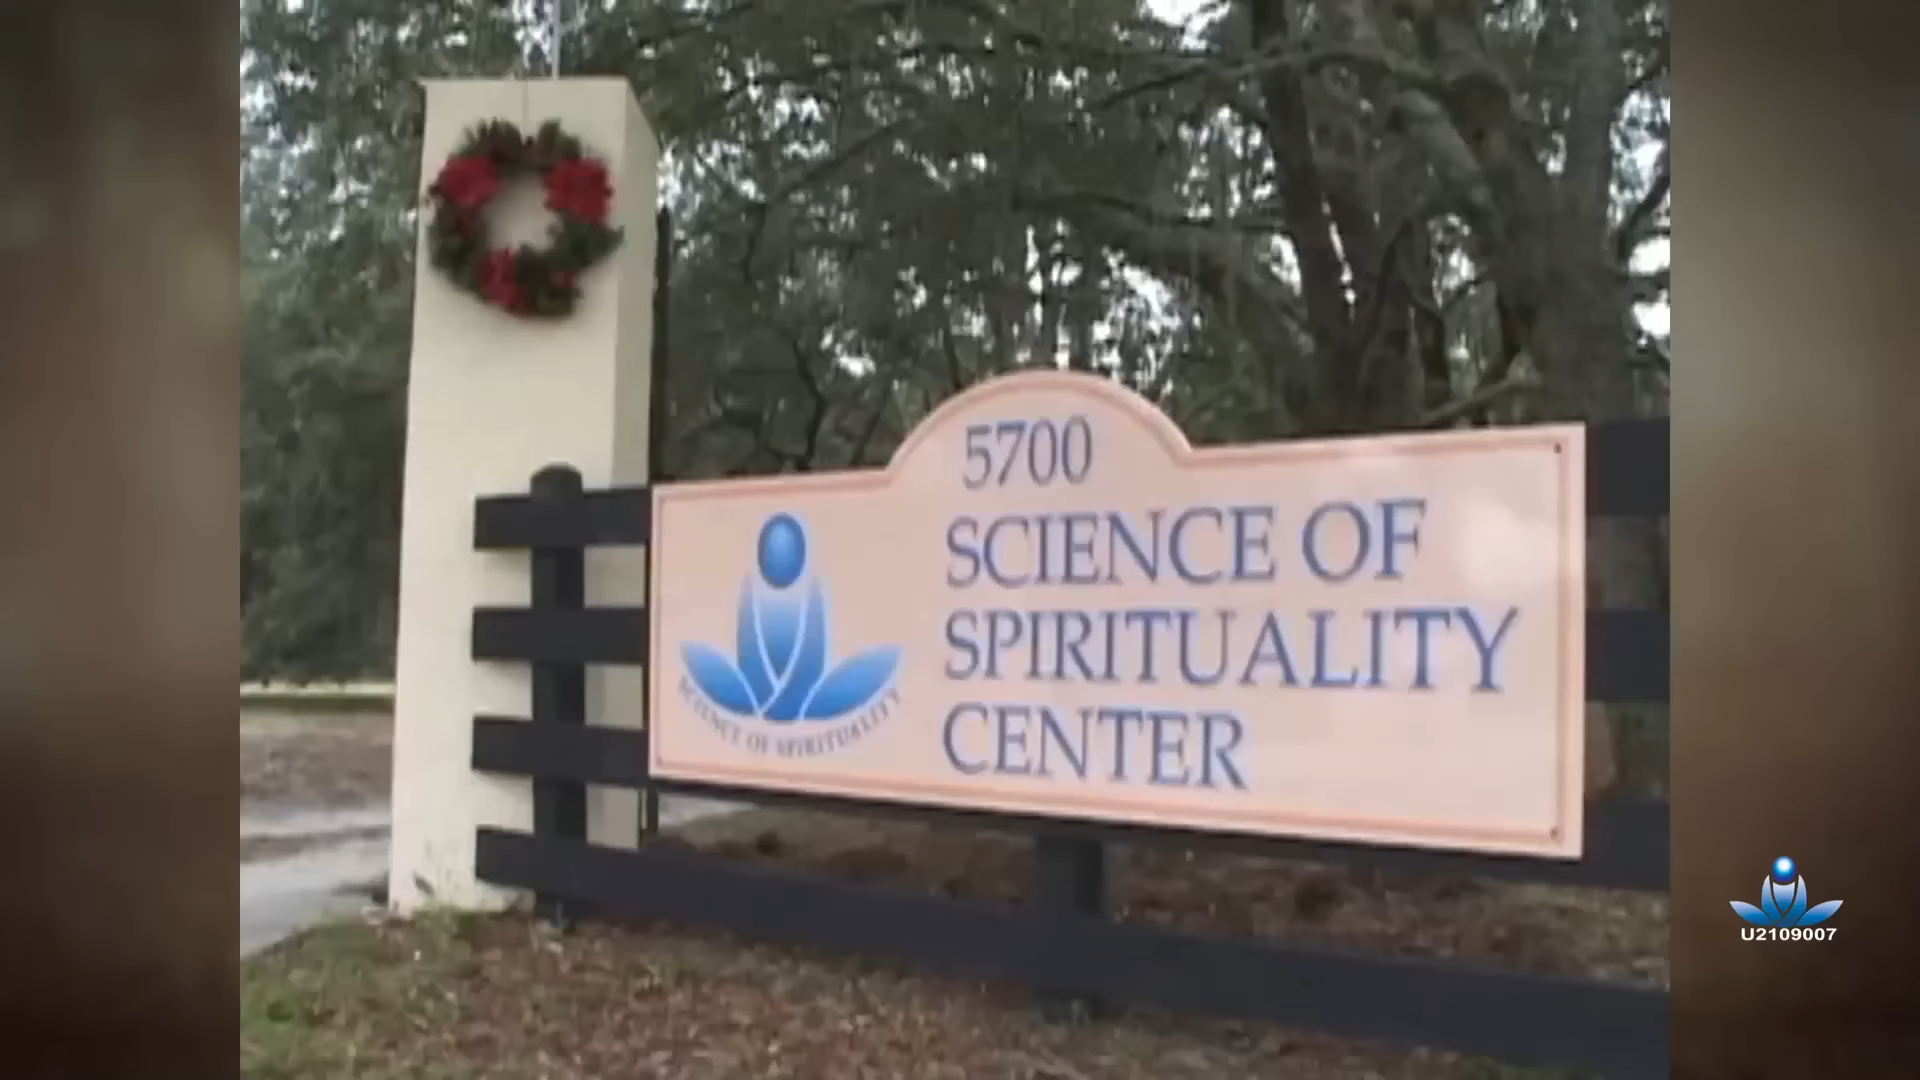 5700
SCIENCE OF
SPIRITUALITY
CENTER
SCIENCE OF SPIRITUALITY
U2109007